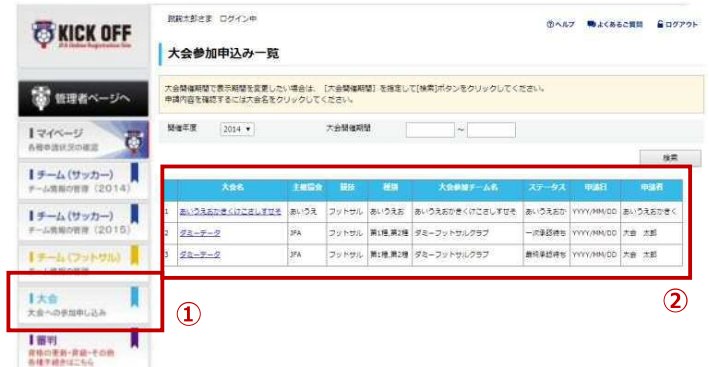 KICK OFF
JFA Online Registration Site
管理者ページへ
マイページ
各種申請状況の確認
チーム(サッカー)
チーム情報の管理（2014）
チーム(サッカー)
チーム情報の管理（2015）
チーム(フットサル)
大会
大会への参加申し込み
審判
資格の更新・昇級・その他
各種手続きはこちら
ログイン中
ヘルプ よくあるご質問 ログアウト
大会参加申込み一覧
大会開催期間で表示期間を変更したい場合は、［大会開催期間］を指定して[検索]ボタンをクリックしてください。
申請内容を確認するには大会名をクリックしてください。
開催年度 2014 大会開催期間 ～
検索
大会名 主催協会 競技 種別 大会参加チーム名 ステータス 申請日 申請者
1 あいうえおかきくけこさしすせそ あいうえ フットサル あいうえお あいうえおかきくけこさしすせそ あいうえおか YYYY/MM/DD あいうえおかきく
2 ダミーデータ JFA フットサル 第1種,第2種 ダミーフットサルクラブ 一次承認待ち YYYY/MM/DD 大会 太郎
3 ダミーデータ JFA フットサル 第1種,第2種 ダミーフットサルクラブ 最終承認待ち YYYY/MM/DD 大会 太郎
①
②